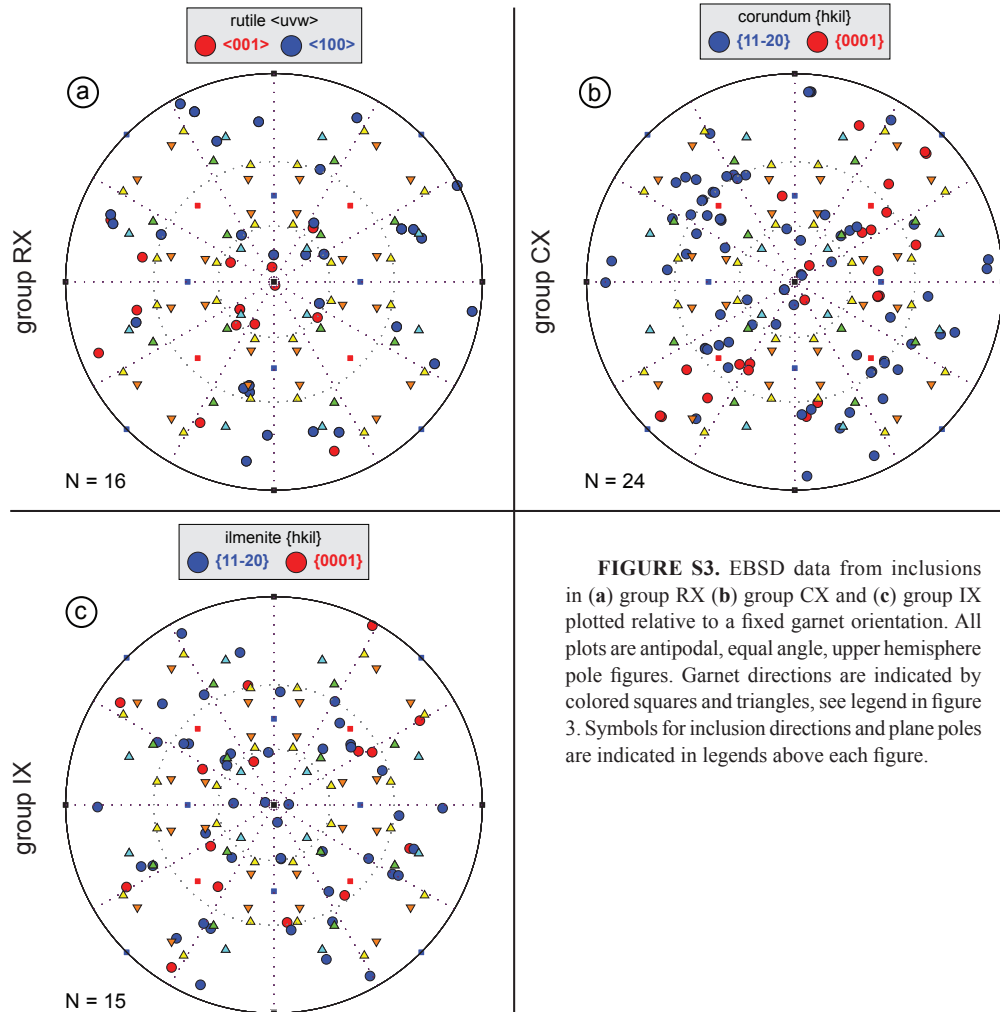 rutile <uvw>
<001> <100>
a
group RX
N = 16
corundum {hkil}
{11-20} {0001}
b
group CX
N = 24
ilmenite {hkil}
{11-20} {0001}
c
group IX
N = 15
FIGURE S3. EBSD data from inclusions
in (a) group RX (b) group CX and (c) group IX
plotted relative to a fixed garnet orientation. All
plots are antipodal, equal angle, upper hemisphere
pole figures. Garnet directions are indicated by
colored squares and triangles, see legend in figure
3. Symbols for inclusion directions and plane poles
are indicated in legends above each figure.